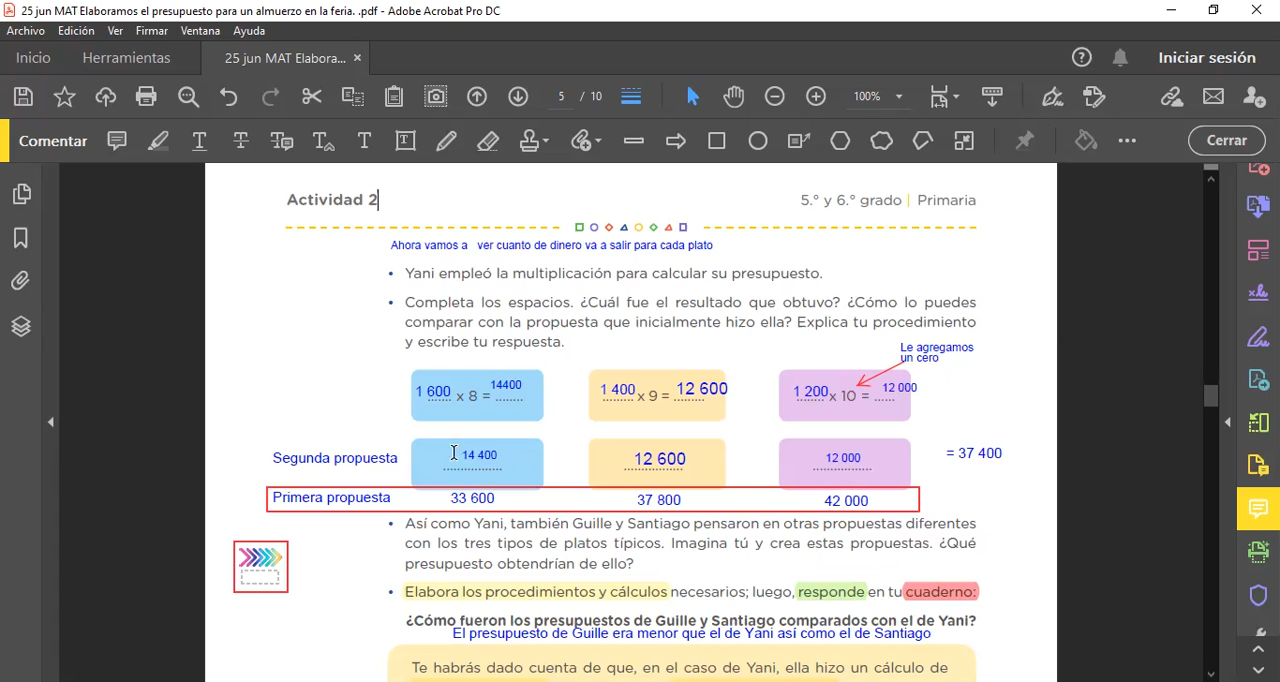 25 jun MAT Elaboramos el presupuesto para un almuerzo en la feria. .pdf - Adobe Acrobat Pro DC
Archivo Edición Ver Firmar Ventana Ayuda
Inicio Herramientas 25 jun MAT Elabora... × Iniciar sesión
5 / 10 100%
Comentar Cerrar
Actividad 2 5.° y 6.° grado | Primaria
Ahora vamos a ver cuanto de dinero va a salir para cada plato
• Yani empleó la multiplicación para calcular su presupuesto.
• Completa los espacios. ¿Cuál fue el resultado que obtuvo? ¿Cómo lo puedes
comparar con la propuesta que inicialmente hizo ella? Explica tu procedimiento
y escribe tu respuesta.
Le agregamos
un cero
1 600 x 8 = 14400 1 400 x 9 = 12 600 1 200 x 10 = 12 000
Segunda propuesta 14 400 12 600 12 000 = 37 400
Primera propuesta 33 600 37 800 42 000
• Así como Yani, también Guille y Santiago pensaron en otras propuestas diferentes
con los tres tipos de platos típicos. Imagina tú y crea estas propuestas. ¿Qué
presupuesto obtendrían de ello?
• Elabora los procedimientos y cálculos necesarios; luego, responde en tu cuaderno:
¿Cómo fueron los presupuestos de Guille y Santiago comparados con el de Yani?
El presupuesto de Guille era menor que el de Yani así como el de Santiago
Te habrás dado cuenta de que, en el caso de Yani, ella hizo un cálculo de